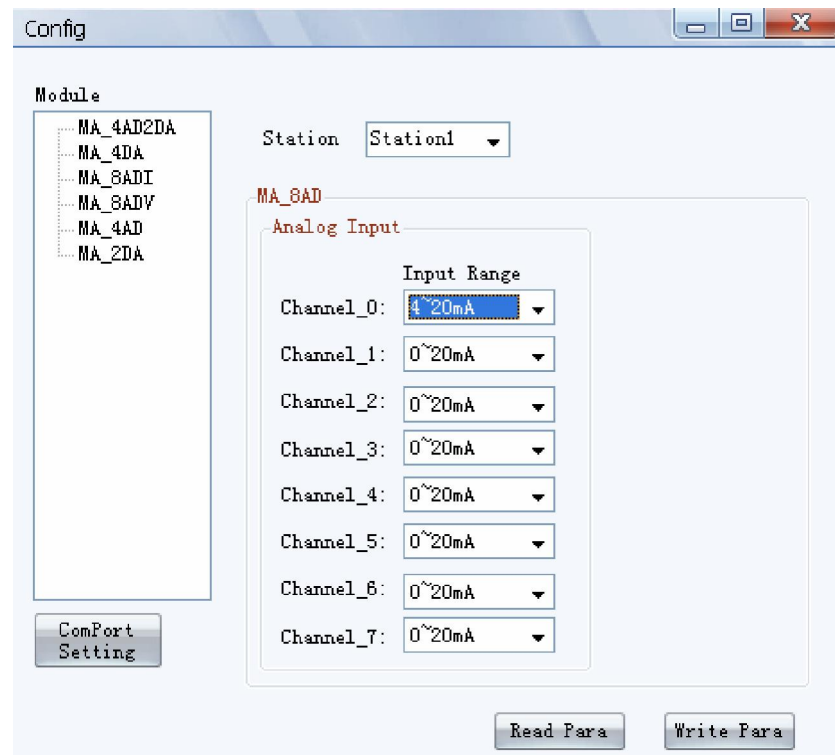 Config
Module
MA_4AD2DA
MA_4DA
MA_8ADI
MA_8ADV
MA_4AD
MA_2DA
ComPort
Setting
Station Station1
MA_8AD
Analog Input
Input Range
Channel_0: 4~20mA
Channel_1: 0~20mA
Channel_2: 0~20mA
Channel_3: 0~20mA
Channel_4: 0~20mA
Channel_5: 0~20mA
Channel_6: 0~20mA
Channel_7: 0~20mA
Read Para Write Para